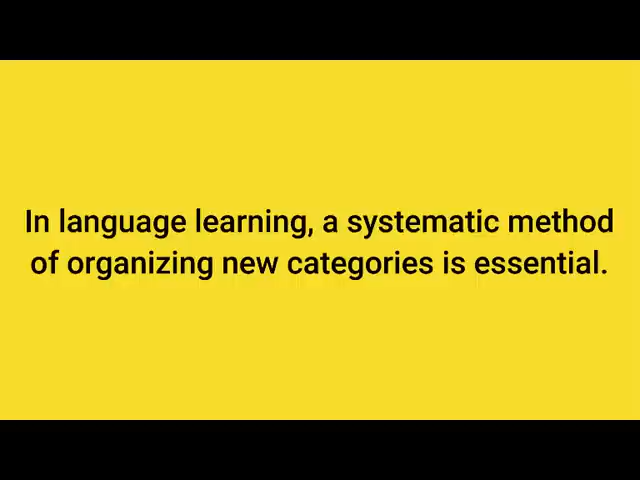 In language learning, a systematic method
of organizing new categories is essential.